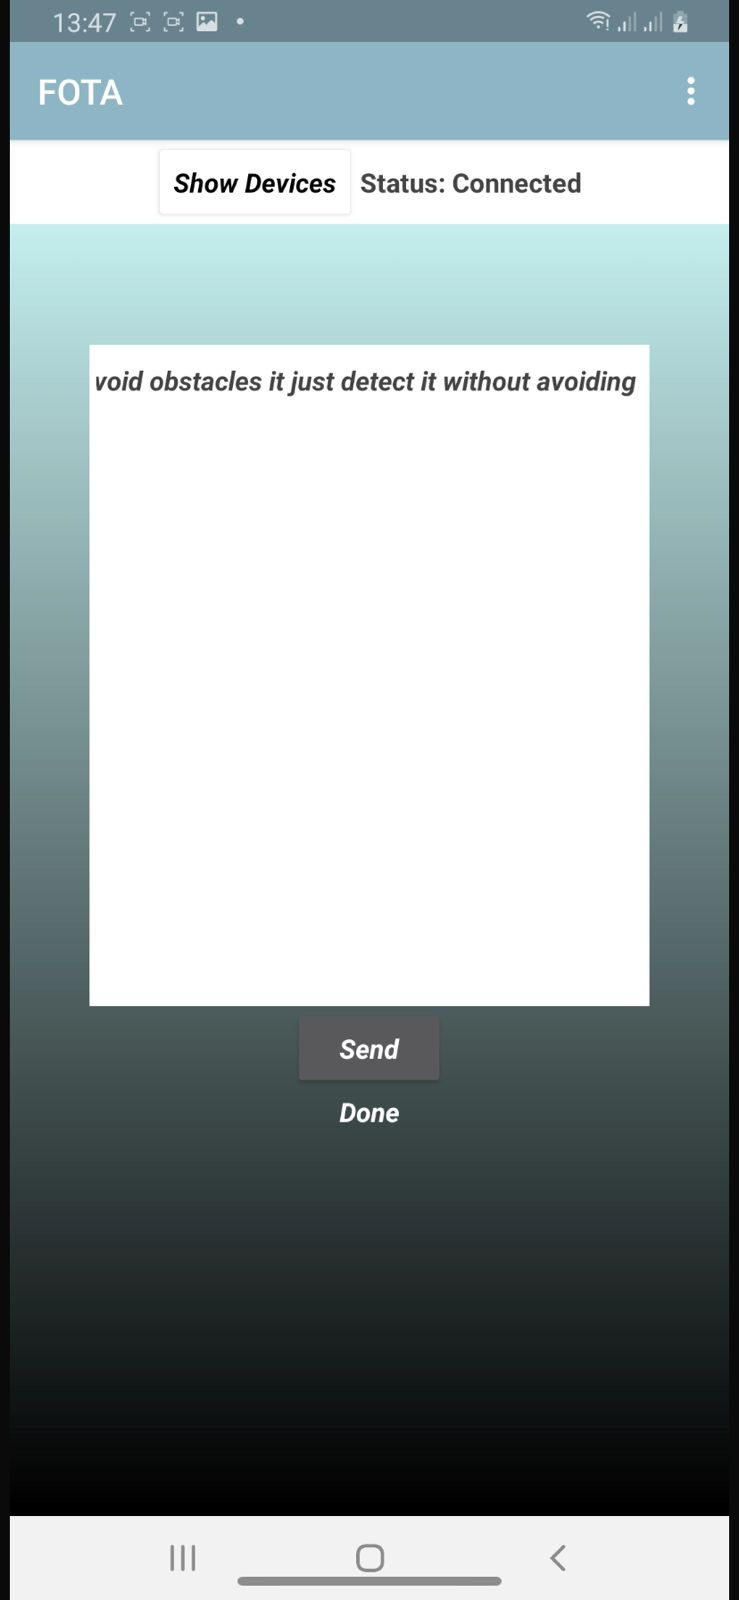 13:47
FOTA
Show Devices Status: Connected
void obstacles it just detect it without avoiding
Send
Done